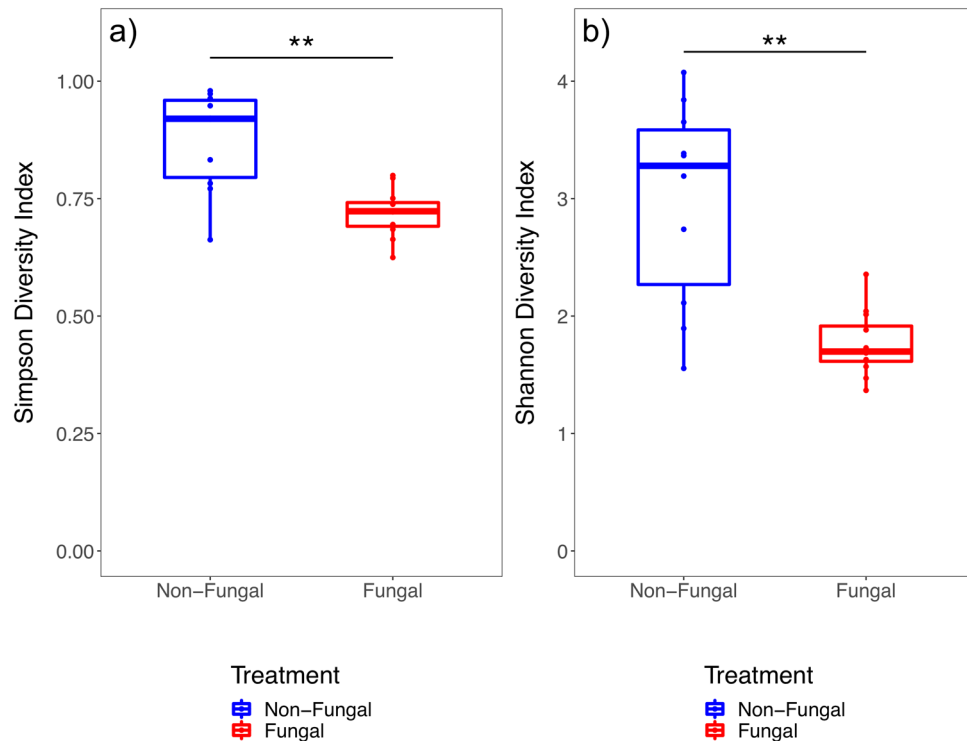 a)
**
1.00
0.75
0.50
0.25
0.00
Simpson Diversity Index
Non−Fungal Fungal
Treatment
Non−Fungal
Fungal
b)
**
4
3
2
1
0
Shannon Diversity Index
Non−Fungal Fungal
Treatment
Non−Fungal
Fungal